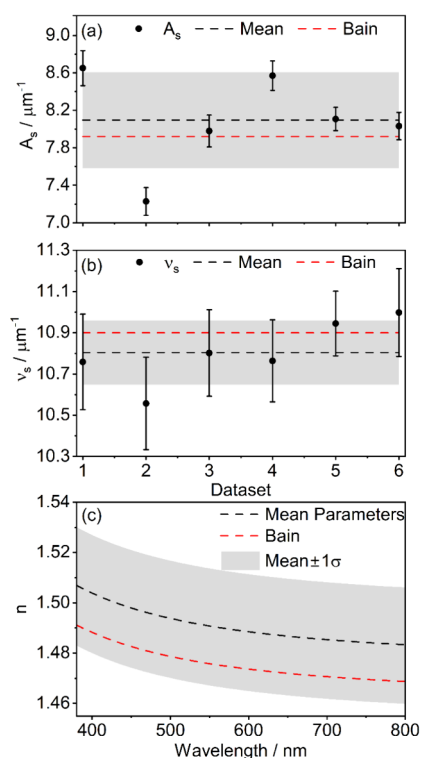 (a) A_s Mean Bain
9.0
8.6
8.2
7.8
7.4
7.0
A_s / μm⁻¹
(b) ν_s Mean Bain
11.3
11.1
10.9
10.7
10.5
10.3
ν_s / μm⁻¹
1 2 3 4 5 6
Dataset
(c) Mean Parameters
Bain
Mean±1σ
1.54
1.52
1.50
1.48
1.46
n
400 500 600 700 800
Wavelength / nm